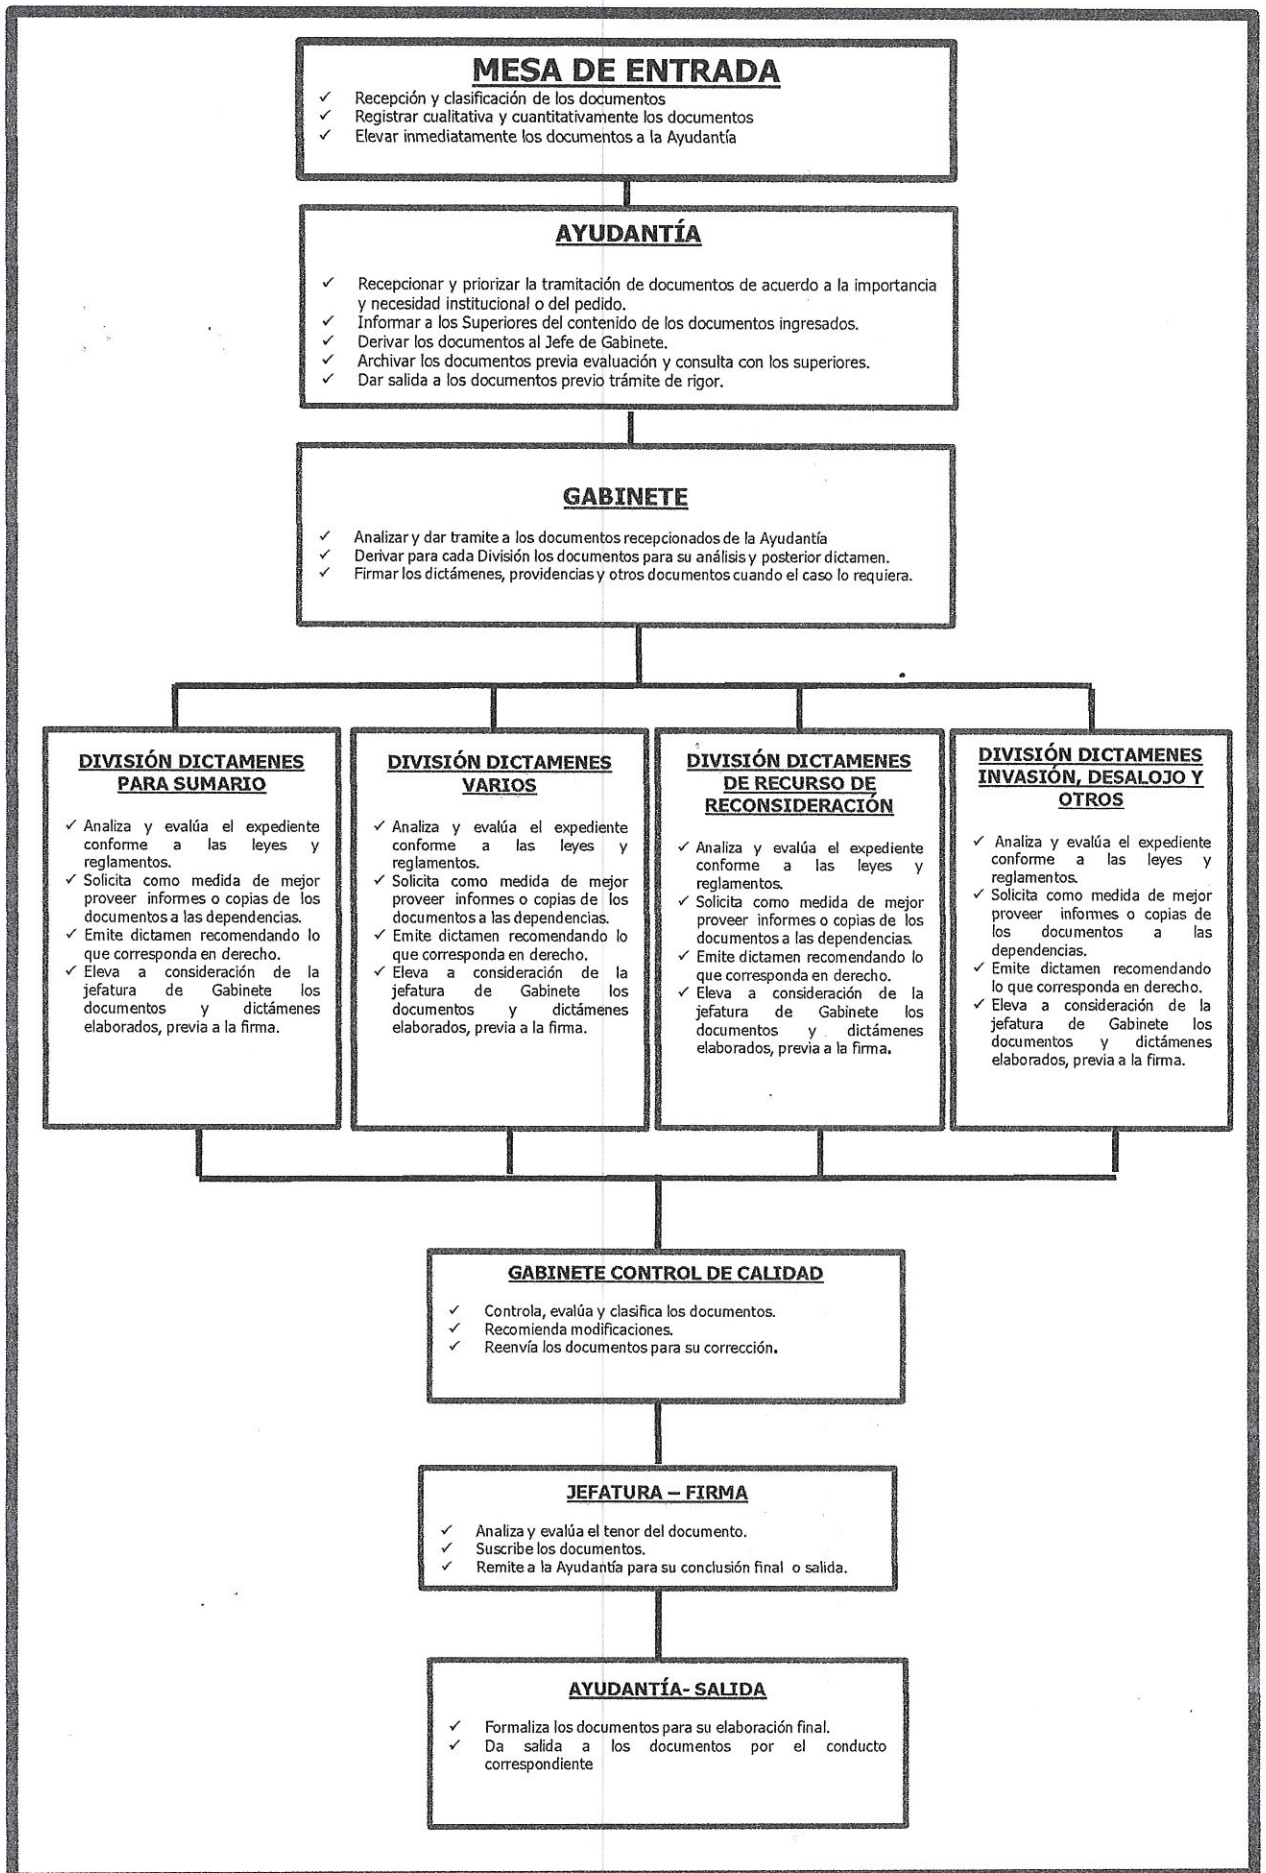 MESA DE ENTRADA
✓ Recepción y clasificación de los documentos
✓ Registrar cualitativa y cuantitativamente los documentos
✓ Elevar inmediatamente los documentos a la Ayudantía
AYUDANTÍA
✓ Recepcionar y priorizar la tramitación de documentos de acuerdo a la importancia
y necesidad institucional o del pedido.
✓ Informar a los Superiores del contenido de los documentos ingresados.
✓ Derivar los documentos al Jefe de Gabinete.
✓ Archivar los documentos previa evaluación y consulta con los superiores.
✓ Dar salida a los documentos previo trámite de rigor.
GABINETE
✓ Analizar y dar tramite a los documentos recepcionados de la Ayudantía
✓ Derivar para cada División los documentos para su análisis y posterior dictamen.
✓ Firmar los dictámenes, providencias y otros documentos cuando el caso lo requiera.
DIVISIÓN DICTAMENES
PARA SUMARIO
✓ Analiza y evalúa el expediente
conforme a las leyes y
reglamentos.
✓ Solicita como medida de mejor
proveer informes o copias de los
documentos a las dependencias.
✓ Emite dictamen recomendando lo
que corresponda en derecho.
✓ Eleva a consideración de la
jefatura de Gabinete los
documentos y dictámenes
elaborados, previa a la firma.
DIVISIÓN DICTAMENES
VARIOS
✓ Analiza y evalúa el expediente
conforme a las leyes y
reglamentos.
✓ Solicita como medida de mejor
proveer informes o copias de los
documentos a las dependencias.
✓ Emite dictamen recomendando lo
que corresponda en derecho.
✓ Eleva a consideración de la
jefatura de Gabinete los
documentos y dictámenes
elaborados, previa a la firma.
DIVISIÓN DICTAMENES
DE RECURSO DE
RECONSIDERACIÓN
✓ Analiza y evalúa el expediente
conforme a las leyes y
reglamentos.
✓ Solicita como medida de mejor
proveer informes o copias de los
documentos a las dependencias.
✓ Emite dictamen recomendando lo
que corresponda en derecho.
✓ Eleva a consideración de la
jefatura de Gabinete los
documentos y dictámenes
elaborados, previa a la firma.
DIVISIÓN DICTAMENES
INVASIÓN, DESALOJO Y
OTROS
✓ Analiza y evalúa el expediente
conforme a las leyes y
reglamentos.
✓ Solicita como medida de mejor
proveer informes o copias de
los documentos a las
dependencias.
✓ Emite dictamen recomendando
lo que corresponda en derecho.
✓ Eleva a consideración de la
jefatura de Gabinete los
documentos y dictámenes
elaborados, previa a la firma.
GABINETE CONTROL DE CALIDAD
✓ Controla, evalúa y clasifica los documentos.
✓ Recomienda modificaciones.
✓ Reenvía los documentos para su corrección.
JEFATURA – FIRMA
✓ Analiza y evalúa el tenor del documento.
✓ Suscribe los documentos.
✓ Remite a la Ayudantía para su conclusión final o salida.
AYUDANTÍA- SALIDA
✓ Formaliza los documentos para su elaboración final.
✓ Da salida a los documentos por el conducto
correspondiente